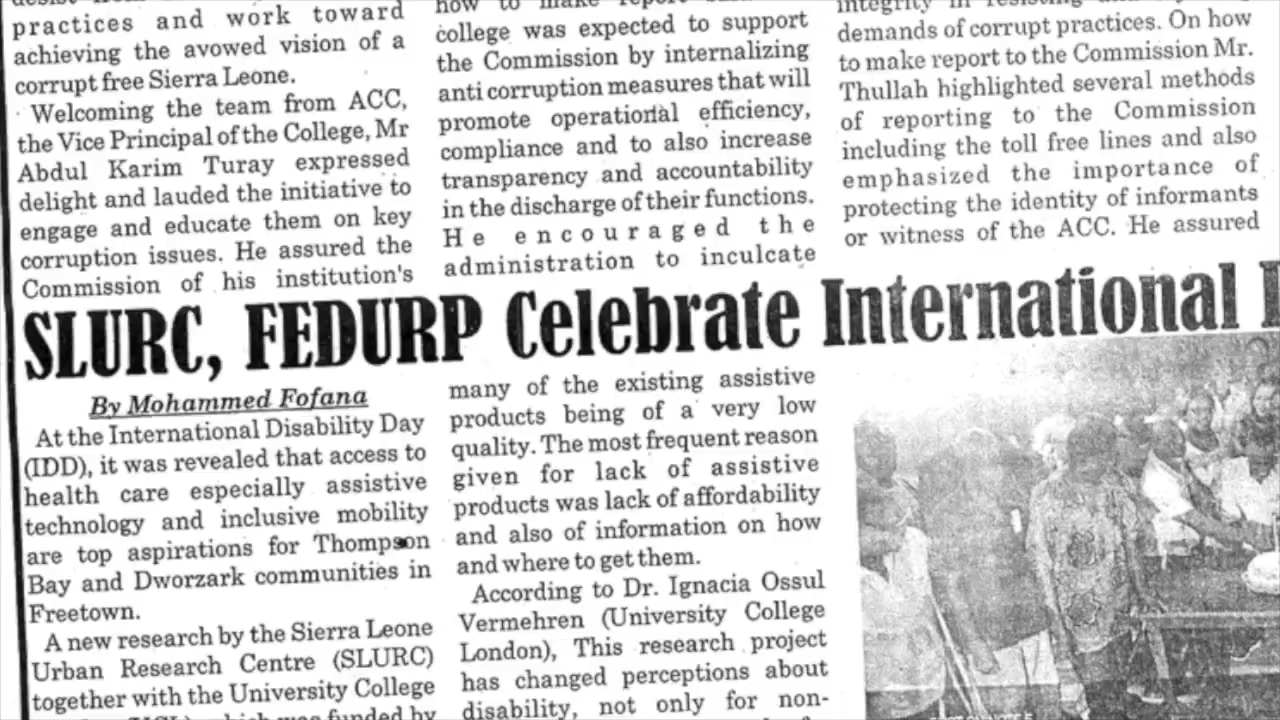 practices and work toward
achieving the avowed vision of a
corrupt free Sierra Leone.
Welcoming the team from ACC,
the Vice Principal of the College, Mr
Abdul Karim Turay expressed
delight and lauded the initiative to
engage and educate them on key
corruption issues. He assured the
Commission of his institution's
how to make report
college was expected to support
the Commission by internalizing
anti corruption measures that will
promote operational efficiency,
compliance and to also increase
transparency and accountability
in the discharge of their functions.
He encouraged the
administration to inculcate
integrity in
demands of corrupt practices. On how
to make report to the Commission Mr.
Thullah highlighted several methods
of reporting to the Commission
including the toll free lines and also
emphasized the importance of
protecting the identity of informants
or witness of the ACC. He assured
SLURC, FEDURP Celebrate International
By Mohammed Fofana
At the International Disability Day
(IDD), it was revealed that access to
health care especially assistive
technology and inclusive mobility
are top aspirations for Thompson
Bay and Dworzark communities in
Freetown.
A new research by the Sierra Leone
Urban Research Centre (SLURC)
together with the University College
which was funded by
many of the existing assistive
products being of a very low
quality. The most frequent reason
given for lack of assistive
products was lack of affordability
and also of information on how
and where to get them.
According to Dr. Ignacia Ossul
Vermehren (University College
London), This research project
has changed perceptions about
disability, not only for non-